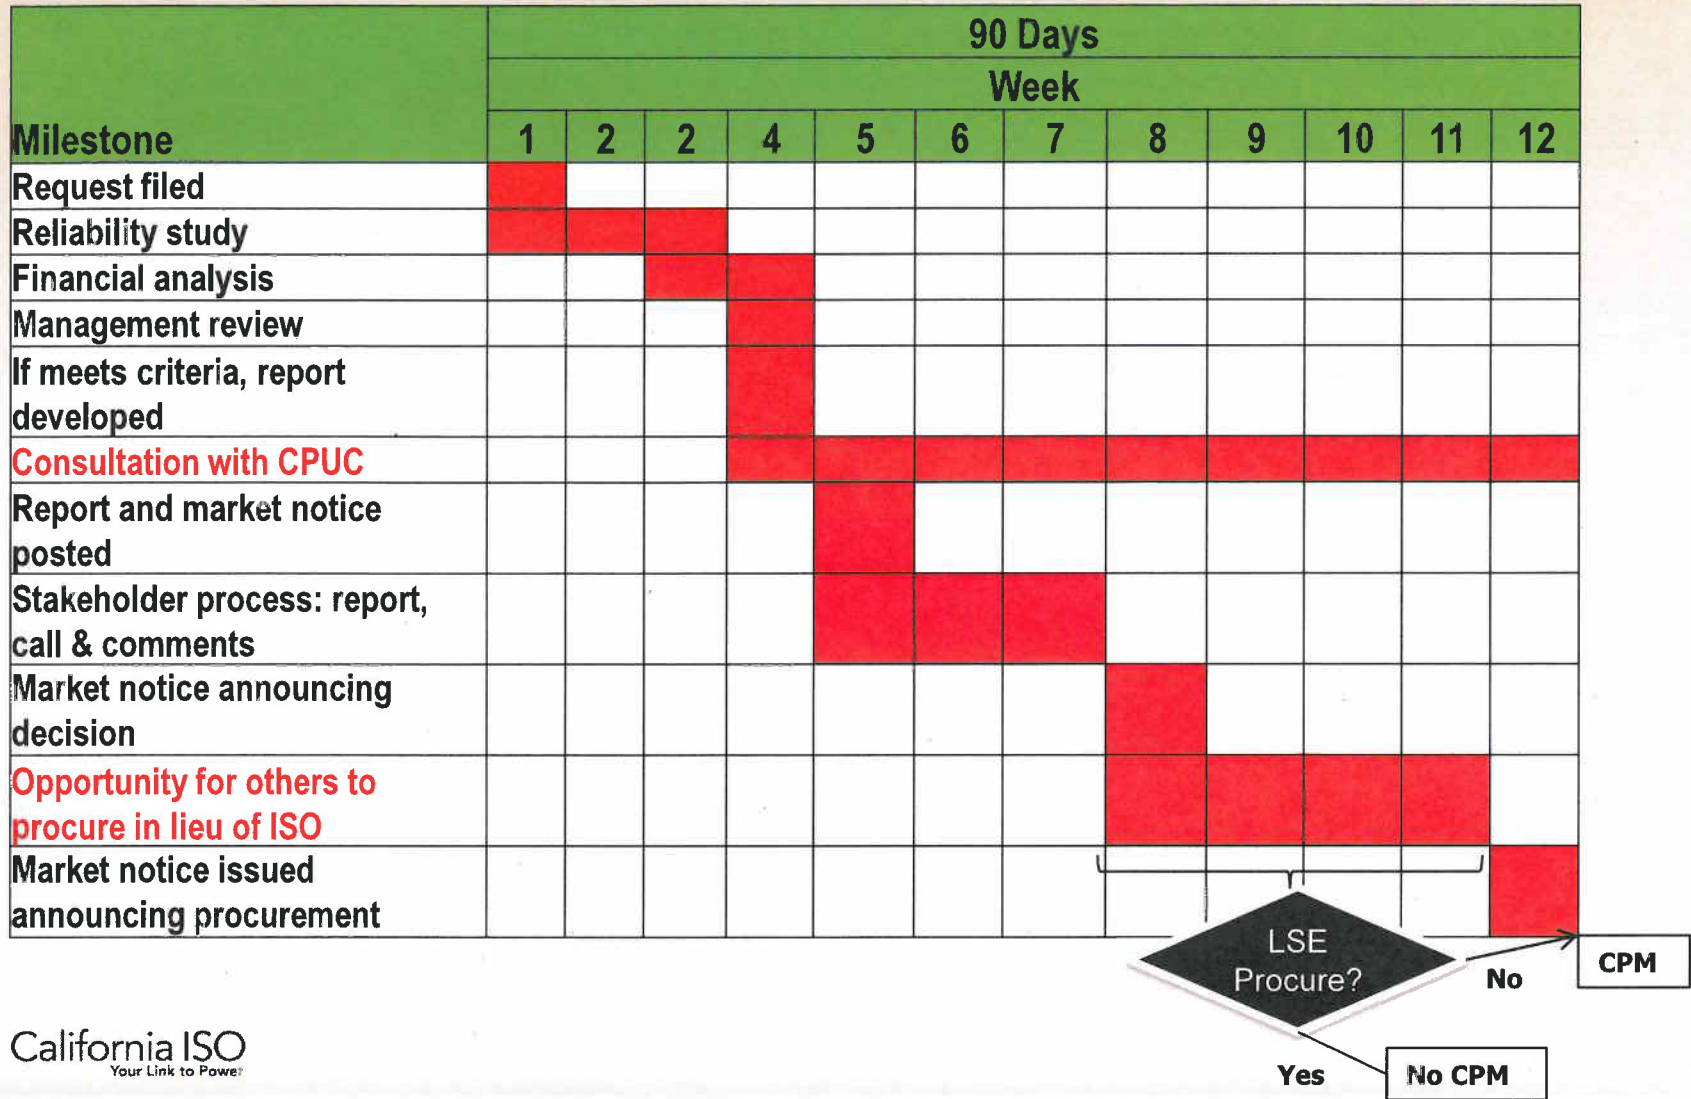 90 Days
Week
Milestone 1 2 2 4 5 6 7 8 9 10 11 12
Request filed
Reliability study
Financial analysis
Management review
If meets criteria, report
developed
Consultation with CPUC
Report and market notice
posted
Stakeholder process: report,
call & comments
Market notice announcing
decision
Opportunity for others to
procure in lieu of ISO
Market notice issued
announcing procurement
LSE
Procure?
No
CPM
Yes
No CPM
California ISO
Your Link to Power